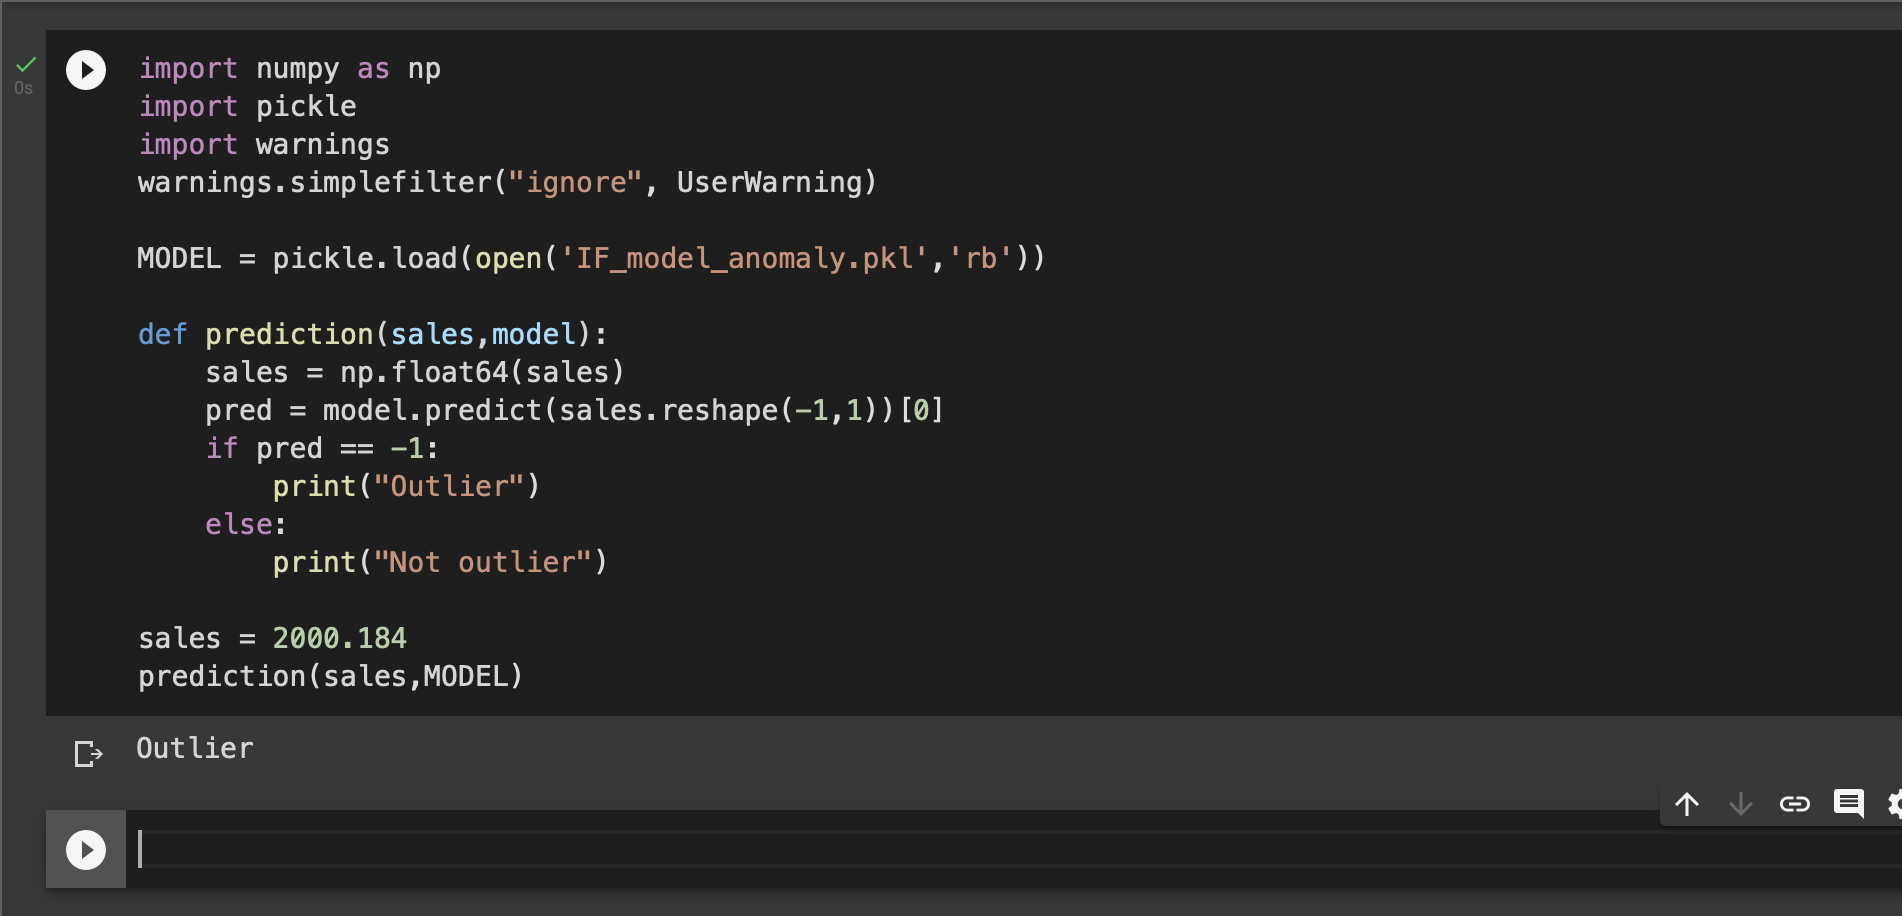 import numpy as np
0s
import pickle
import warnings
warnings.simplefilter("ignore", UserWarning)
MODEL = pickle.load(open('IF_model_anomaly.pkl','rb'))
def prediction(sales,model):
    sales = np.float64(sales)
    pred = model.predict(sales.reshape(-1,1))[0]
    if pred == -1:
        print("Outlier")
    else:
        print("Not outlier")
sales = 2000.184
prediction(sales,MODEL)
Outlier